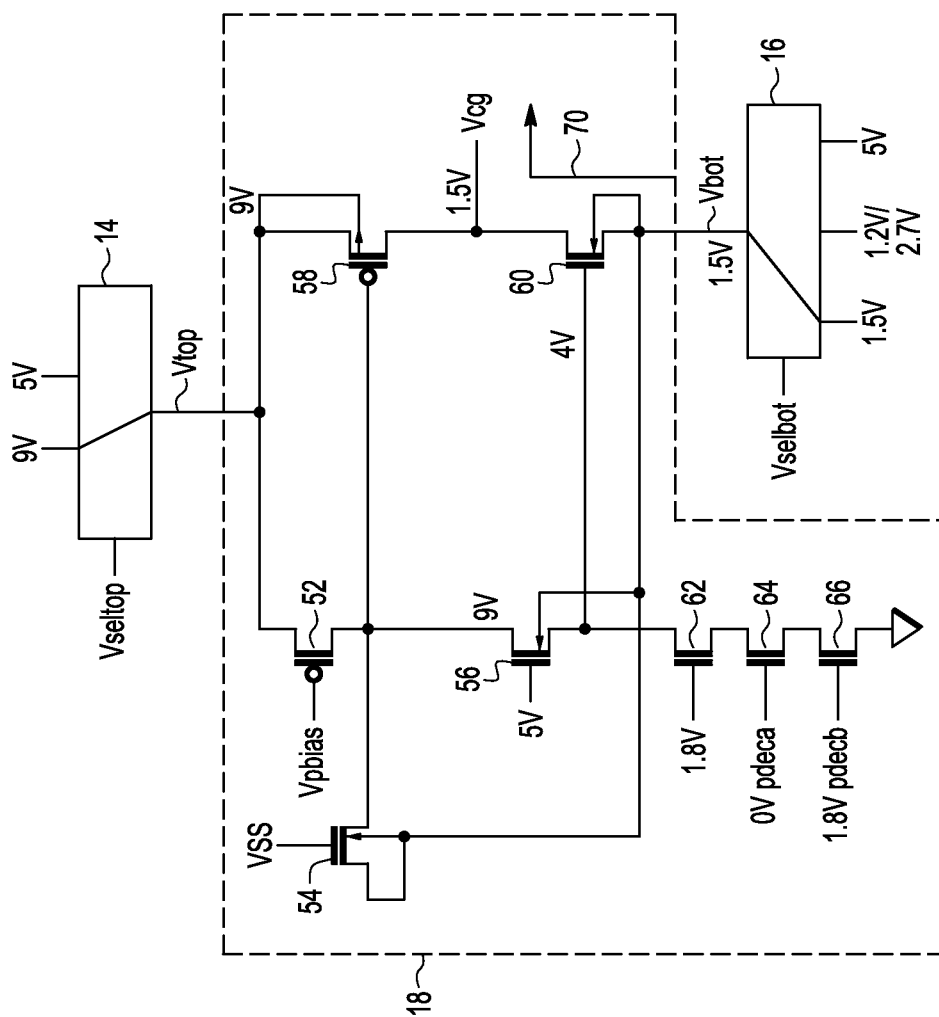 14
5V
9V
Vtop
Vseltop
9V
58
52
Vpbias
VSS
54
1.5V
Vcg
70
9V
56
5V
4V
60
16
Vbot
1.5V
62
1.8V
64
0V pdeca
66
1.8V pdecb
5V
1.2V/
2.7V
1.5V
Vselbot
18